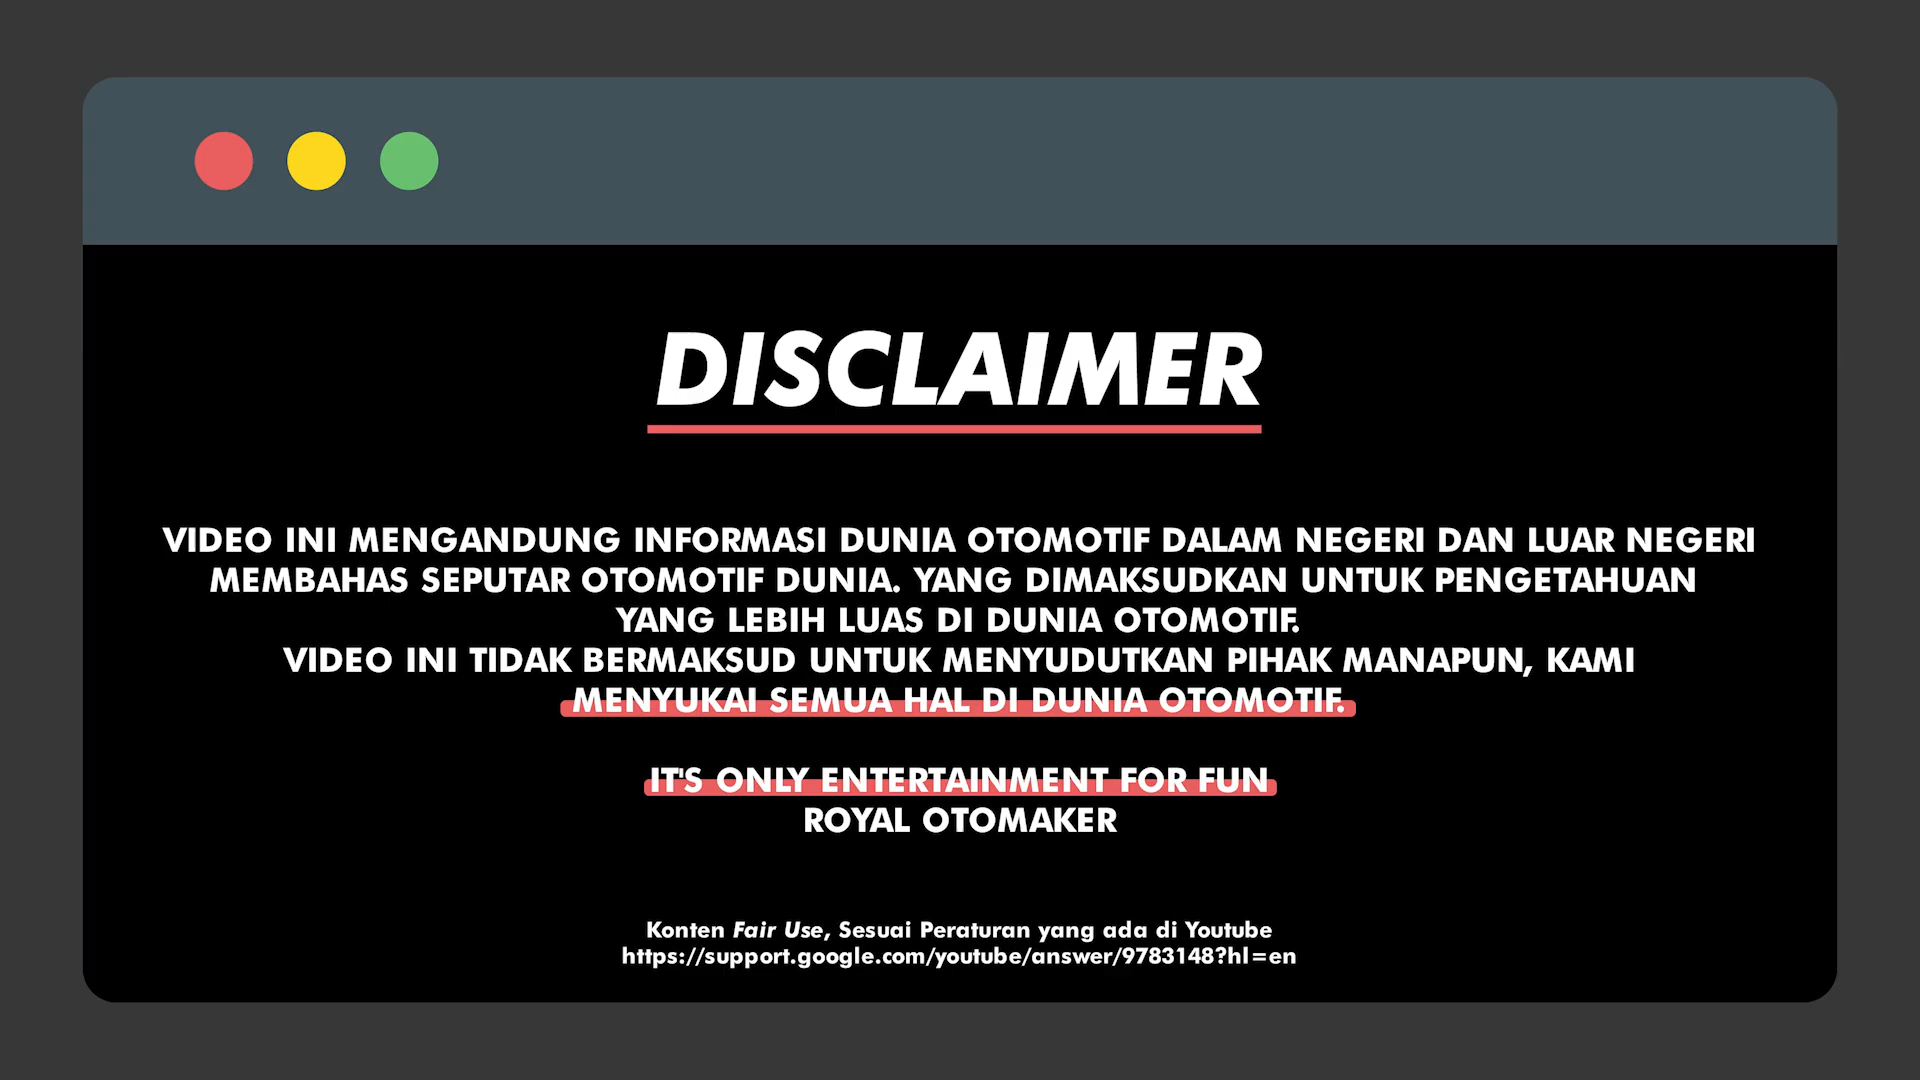 DISCLAIMER
VIDEO INI MENGANDUNG INFORMASI DUNIA OTOMOTIF DALAM NEGERI DAN LUAR NEGERI
MEMBAHAS SEPUTAR OTOMOTIF DUNIA. YANG DIMAKSUDKAN UNTUK PENGETAHUAN
YANG LEBIH LUAS DI DUNIA OTOMOTIF.
VIDEO INI TIDAK BERMAKSUD UNTUK MENYUDUTKAN PIHAK MANAPUN, KAMI
MENYUKAI SEMUA HAL DI DUNIA OTOMOTIF.
IT'S ONLY ENTERTAINMENT FOR FUN
ROYAL OTOMAKER
Konten Fair Use, Sesuai Peraturan yang ada di Youtube
https://support.google.com/youtube/answer/9783148?hl=en